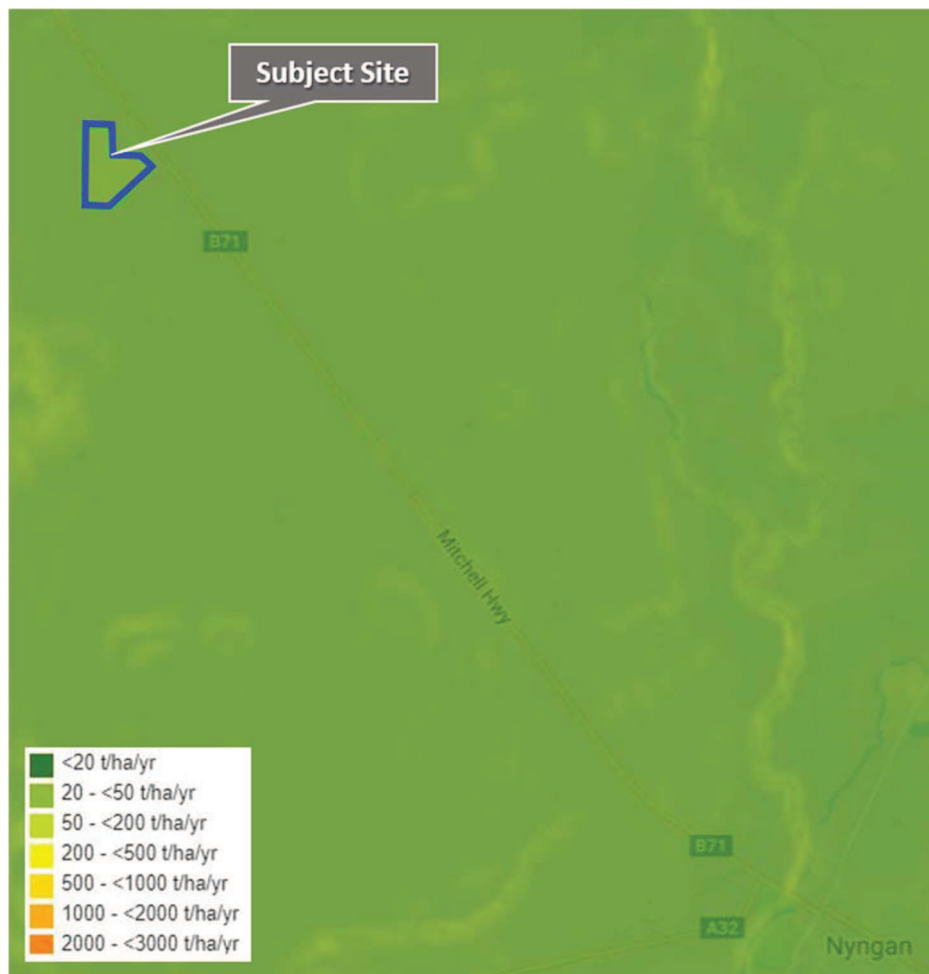 Subject Site
B71
Mitchell Hwy
<20 t/ha/yr
20 - <50 t/ha/yr
50 - <200 t/ha/yr
200 - <500 t/ha/yr
500 - <1000 t/ha/yr
1000 - <2000 t/ha/yr
2000 - <3000 t/ha/yr
B71
A32
Nyngan